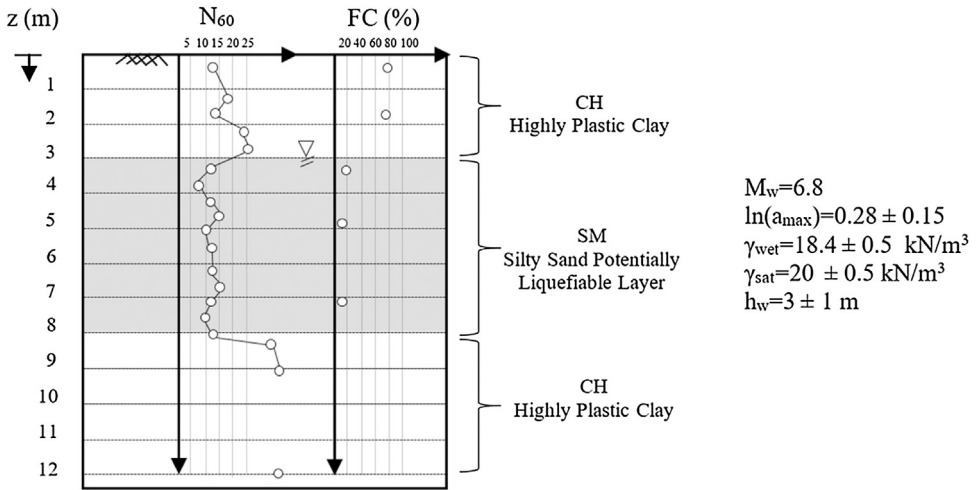 z (m) N₆₀ FC (%)
5 10 15 20 25 20 40 60 80 100
1
2
3
4
5
6
7
8
9
10
11
12
CH
Highly Plastic Clay
SM
Silty Sand Potentially
Liquefiable Layer
CH
Highly Plastic Clay
Mw=6.8
ln(amax)=0.28 ± 0.15
γwet=18.4 ± 0.5 kN/m³
γsat=20 ± 0.5 kN/m³
hw=3 ± 1 m